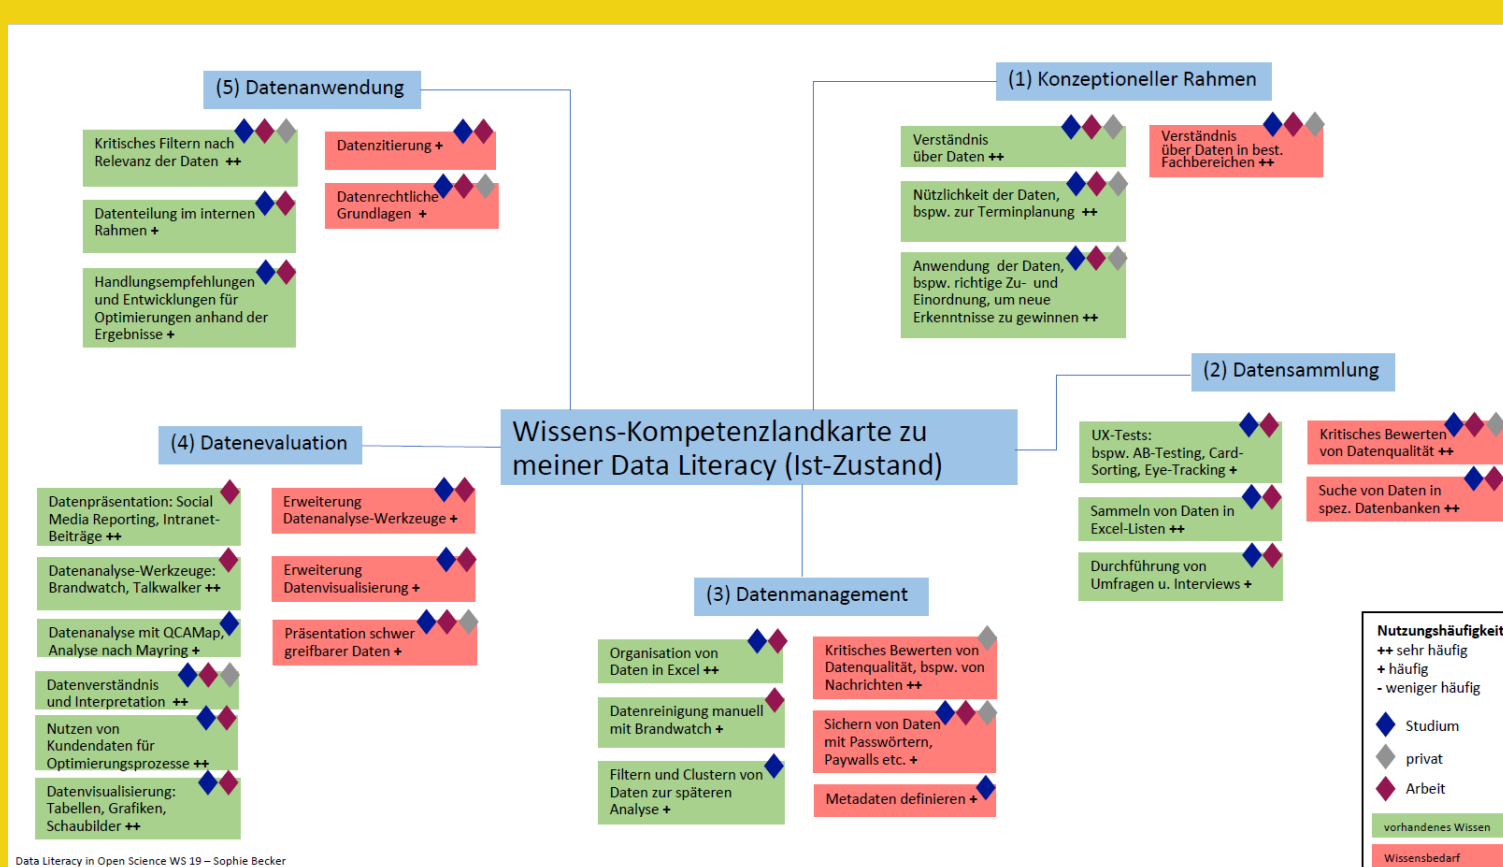 (5) Datenanwendung
Kritisches Filtern nach
Relevanz der Daten ++
Datenteilung im internen
Rahmen +
Handlungsempfehlungen
und Entwicklungen für
Optimierungen anhand der
Ergebnisse +
Datenzitierung +
Datenrechtliche
Grundlagen +
(1) Konzeptioneller Rahmen
Verständnis
über Daten ++
Nützlichkeit der Daten,
bspw. zur Terminplanung ++
Anwendung der Daten,
bspw. richtige Zu- und
Einordnung, um neue
Erkenntnisse zu gewinnen ++
Verständnis
über Daten in best.
Fachbereichen ++
(2) Datensammlung
UX-Tests:
bspw. AB-Testing, Card-
Sorting, Eye-Tracking +
Sammeln von Daten in
Excel-Listen ++
Durchführung von
Umfragen u. Interviews +
Kritisches Bewerten
von Datenqualität ++
Suche von Daten in
spez. Datenbanken ++
Wissens-Kompetenzlandkarte zu
meiner Data Literacy (Ist-Zustand)
(4) Datenevaluation
Datenpräsentation: Social
Media Reporting, Intranet-
Beiträge ++
Datenanalyse-Werkzeuge:
Brandwatch, Talkwalker ++
Datenanalyse mit QCAMap,
Analyse nach Mayring +
Datenverständnis
und Interpretation ++
Nutzen von
Kundendaten für
Optimierungsprozesse ++
Datenvisualisierung:
Tabellen, Grafiken,
Schaubilder ++
Erweiterung
Datenanalyse-Werkzeuge +
Erweiterung
Datenvisualisierung +
Präsentation schwer
greifbarer Daten +
(3) Datenmanagement
Organisation von
Daten in Excel ++
Datenreinigung manuell
mit Brandwatch +
Filtern und Clustern von
Daten zur späteren
Analyse +
Kritisches Bewerten von
Datenqualität, bspw. von
Nachrichten ++
Sichern von Daten
mit Passwörtern,
Paywalls etc. +
Metadaten definieren +
Nutzungshäufigkeit
++ sehr häufig
+ häufig
- weniger häufig
Studium
privat
Arbeit
vorhandenes Wissen
Wissensbedarf
Data Literacy in Open Science WS 19 – Sophie Becker